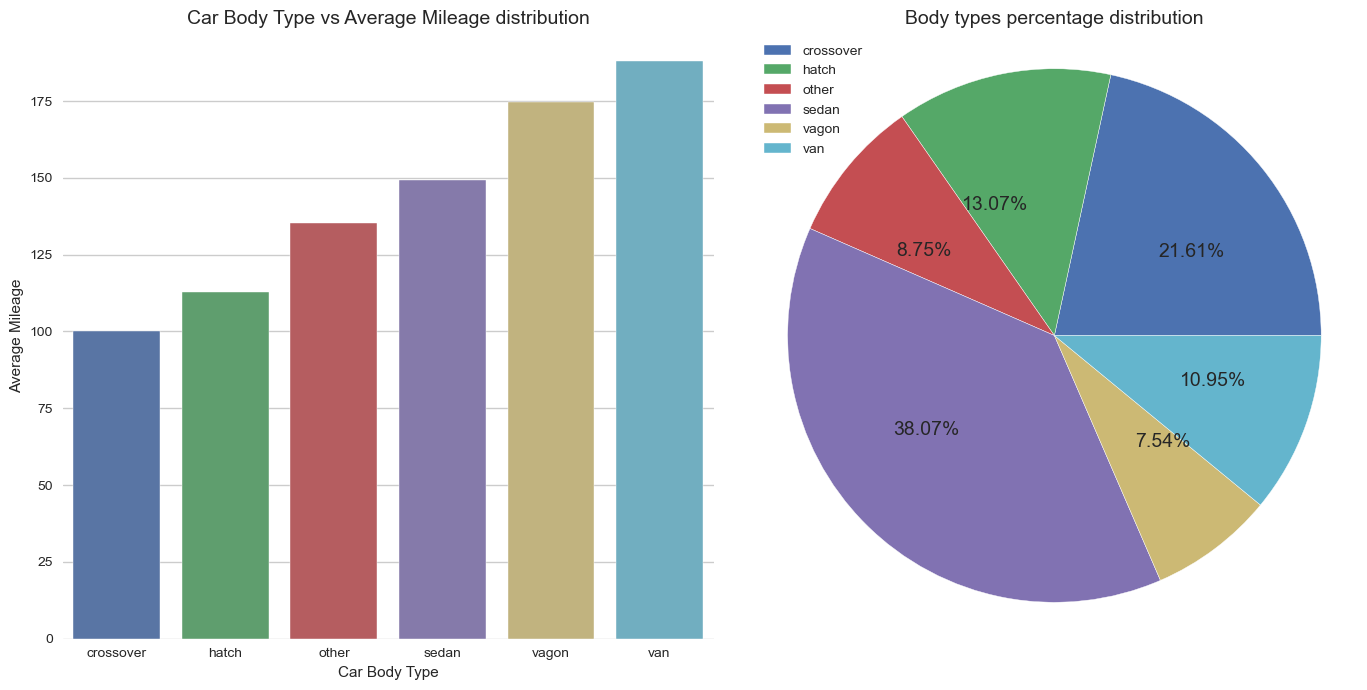 Car Body Type vs Average Mileage distribution
Average Mileage
175
150
125
100
75
50
25
0
crossover hatch other sedan vagon van
Car Body Type
Body types percentage distribution
crossover
hatch
other
sedan
vagon
van
13.07%
21.61%
8.75%
10.95%
38.07%
7.54%